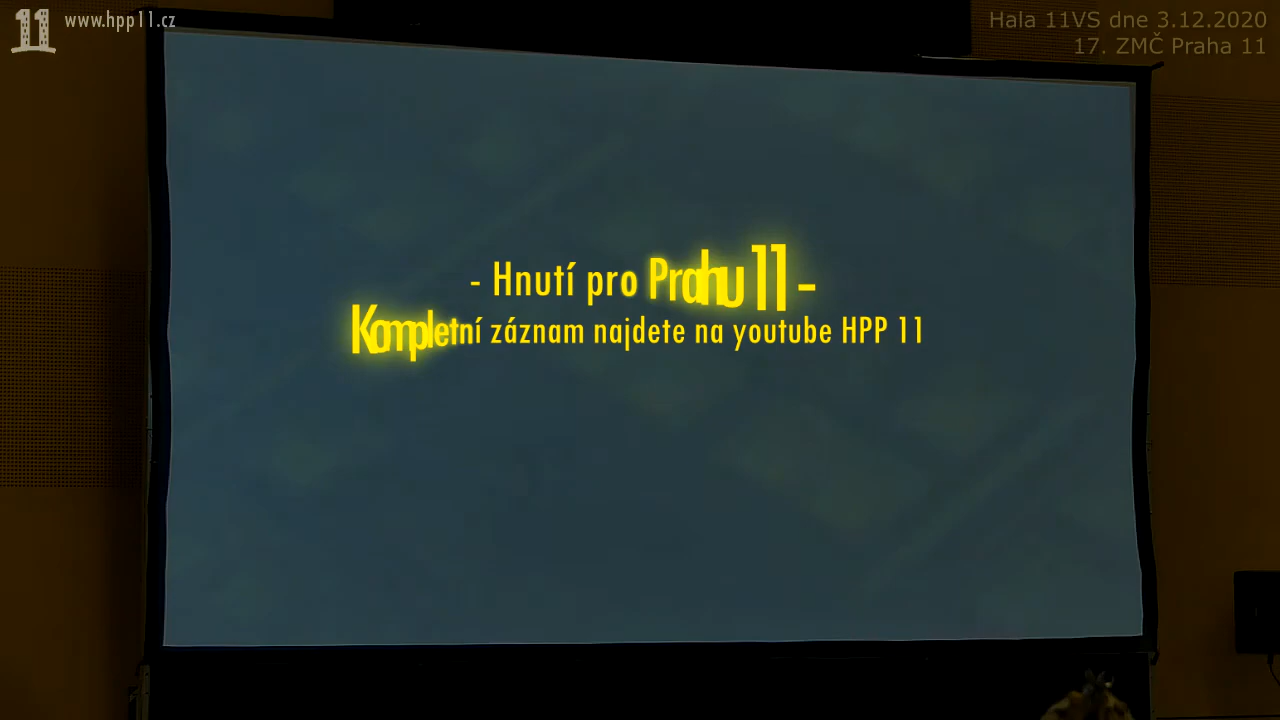 11 www.hpp11.cz
Hala 11VS dne 3.12.2020
17. ZMČ Praha 11
- Hnutí pro Prahu 11 -
Kompletní záznam najdete na youtube HPP 11